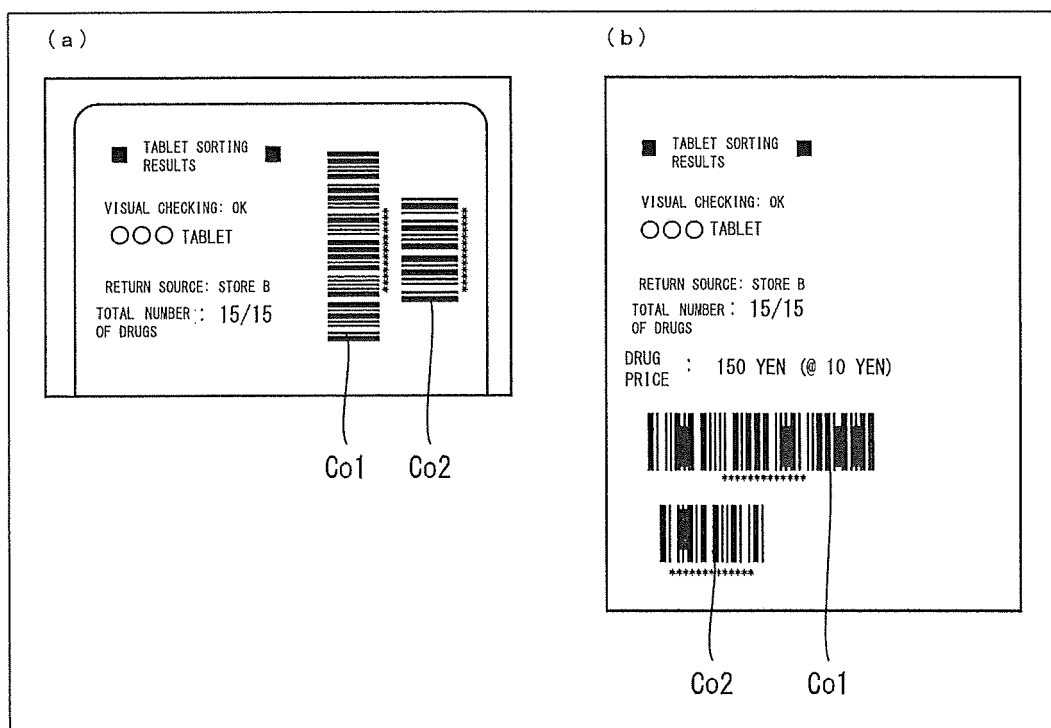 (a)
■ TABLET SORTING ■
RESULTS
VISUAL CHECKING: OK
○○○ TABLET
RETURN SOURCE: STORE B
TOTAL NUMBER : 15/15
OF DRUGS
*************
*************
Co1
Co2
(b)
■ TABLET SORTING ■
RESULTS
VISUAL CHECKING: OK
○○○ TABLET
RETURN SOURCE: STORE B
TOTAL NUMBER : 15/15
OF DRUGS
DRUG
PRICE : 150 YEN (@ 10 YEN)
*************
*************
Co2
Co1